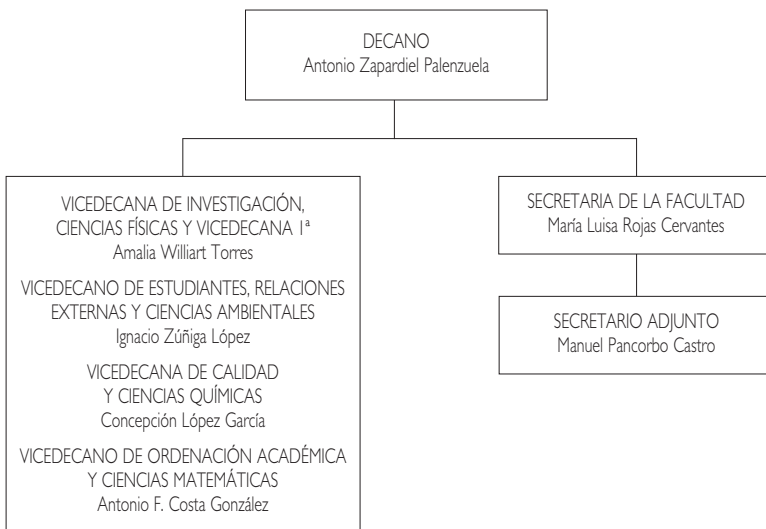 DECANO
Antonio Zapardiel Palenzuela
VICEDECANA DE INVESTIGACIÓN,
CIENCIAS FÍSICAS Y VICEDECANA 1ª
Amalia Williart Torres
VICEDECANO DE ESTUDIANTES, RELACIONES
EXTERNAS Y CIENCIAS AMBIENTALES
Ignacio Zúñiga López
VICEDECANA DE CALIDAD
Y CIENCIAS QUÍMICAS
Concepción López García
VICEDECANO DE ORDENACIÓN ACADÉMICA
Y CIENCIAS MATEMÁTICAS
Antonio F. Costa González
SECRETARIA DE LA FACULTAD
María Luisa Rojas Cervantes
SECRETARIO ADJUNTO
Manuel Pancorbo Castro